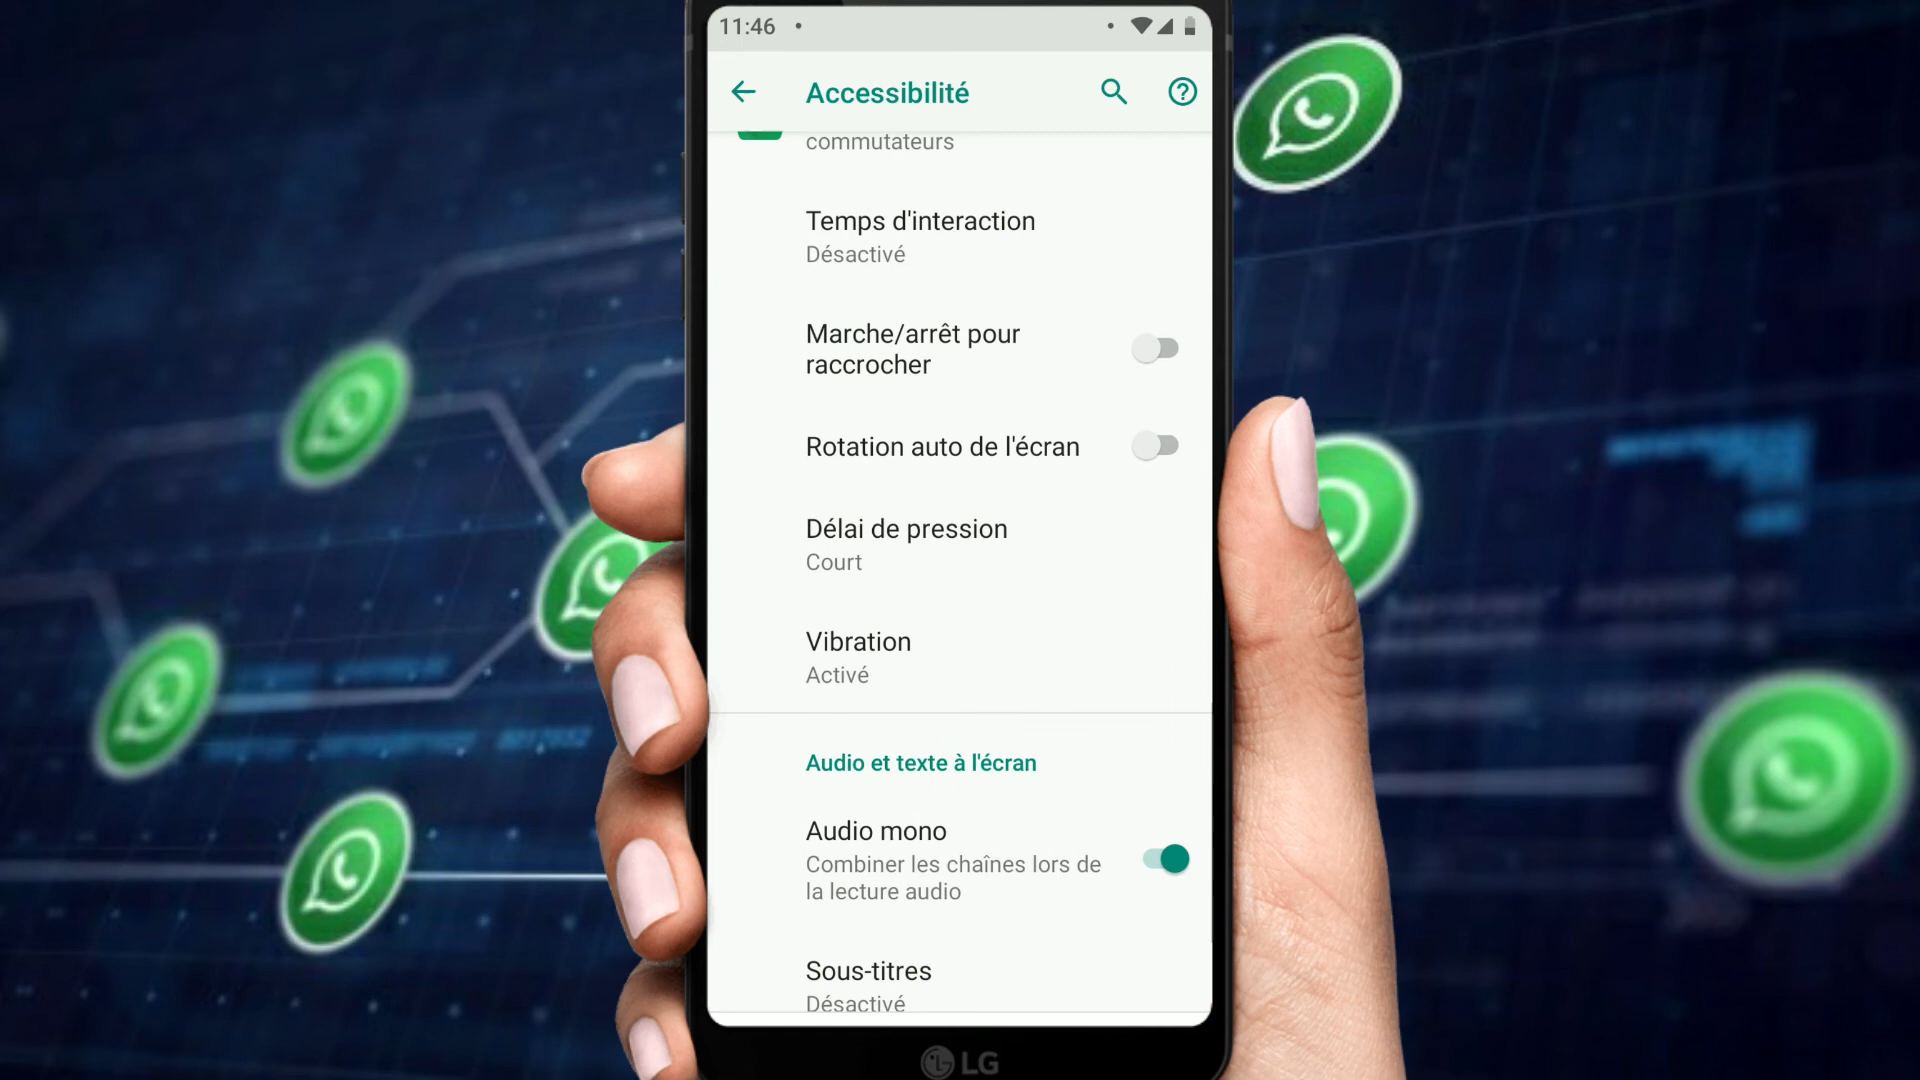 11:46
Accessibilité
commutateurs
Temps d'interaction
Désactivé
Marche/arrêt pour
raccrocher
Rotation auto de l'écran
Délai de pression
Court
Vibration
Activé
Audio et texte à l'écran
Audio mono
Combiner les chaînes lors de
la lecture audio
Sous-titres
Désactivé
LG